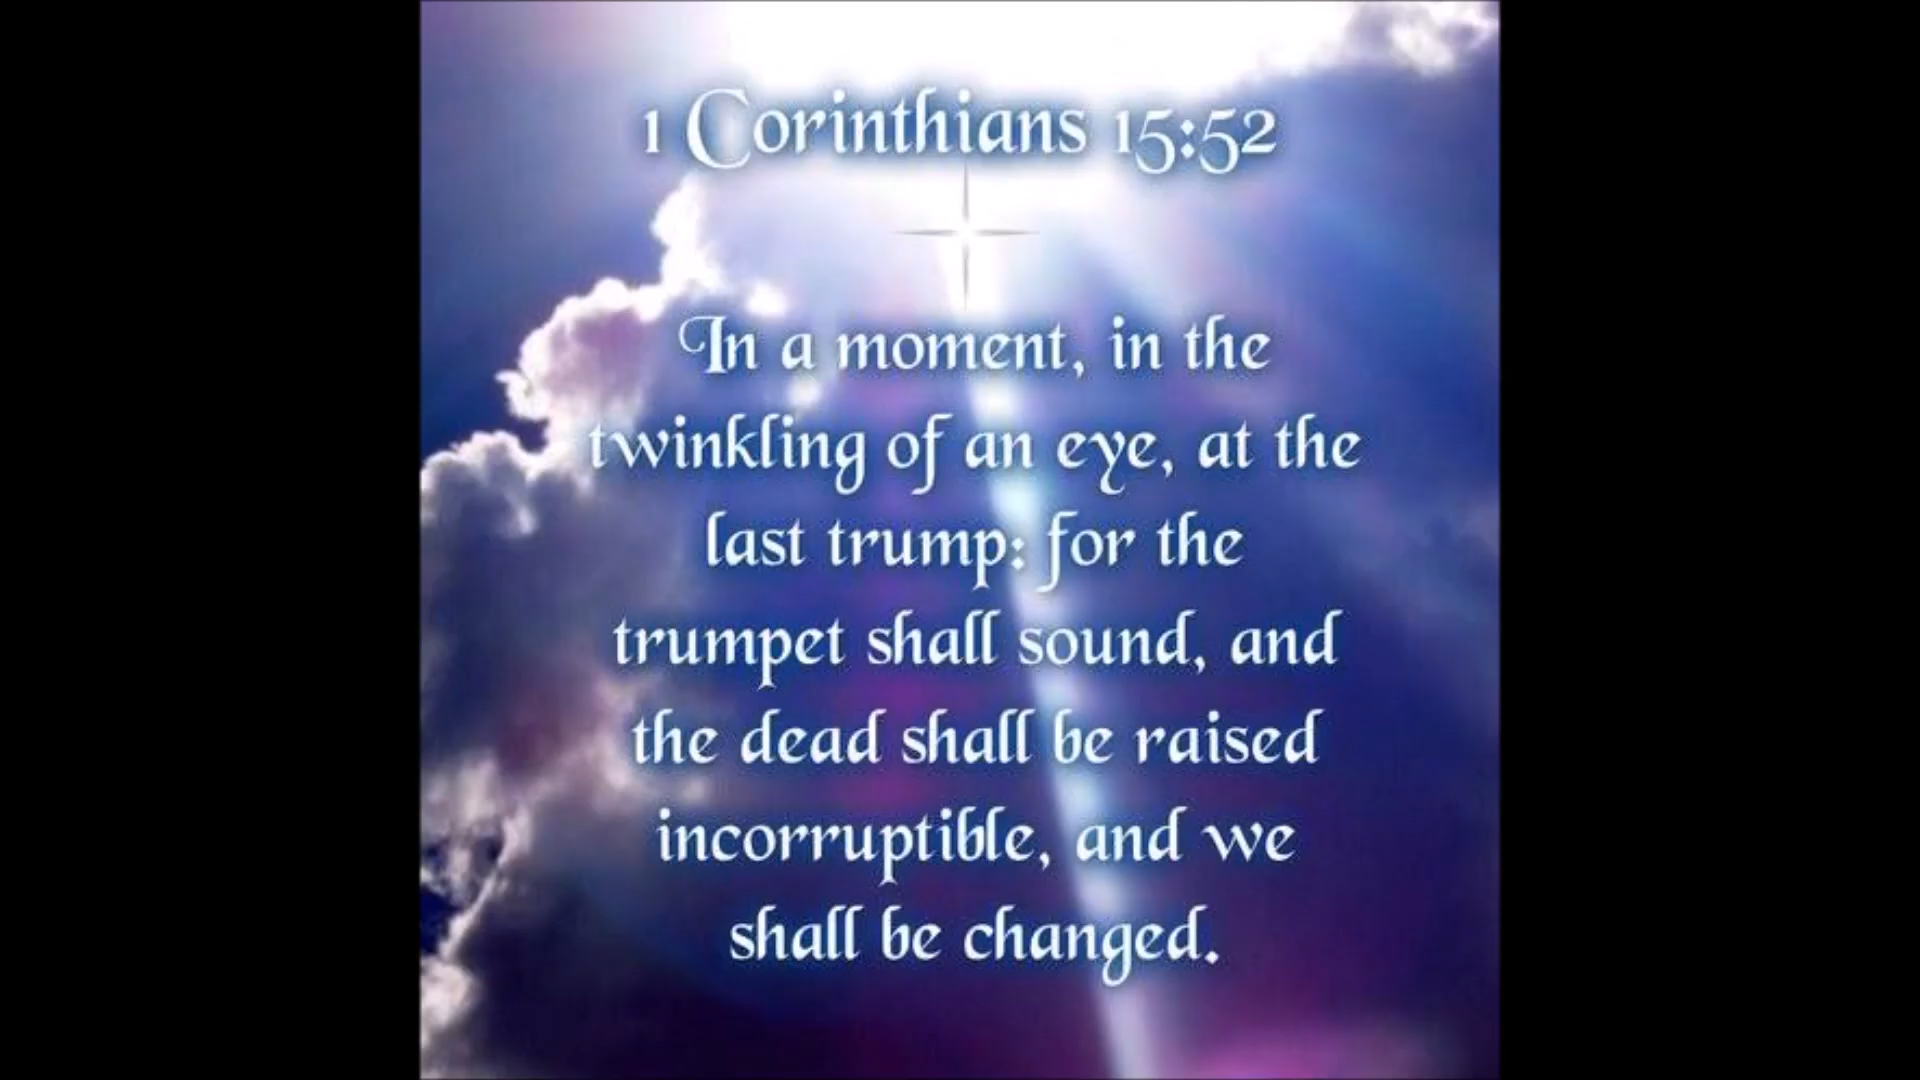 1 Corinthians 15:52
In a moment, in the
twinkling of an eye, at the
last trump: for the
trumpet shall sound, and
the dead shall be raised
incorruptible, and we
shall be changed.